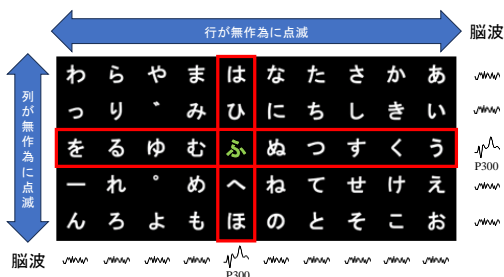 行が無作為に点滅
脳波
列が無作為に点滅
わ ら や ま は な た さ か あ
っ り ゛ み ひ に ち し き い
を る ゆ む ふ ぬ つ す く う
P300
ー れ ゜ め へ ね て せ け え
ん ろ よ も ほ の と そ こ お
脳波
P300